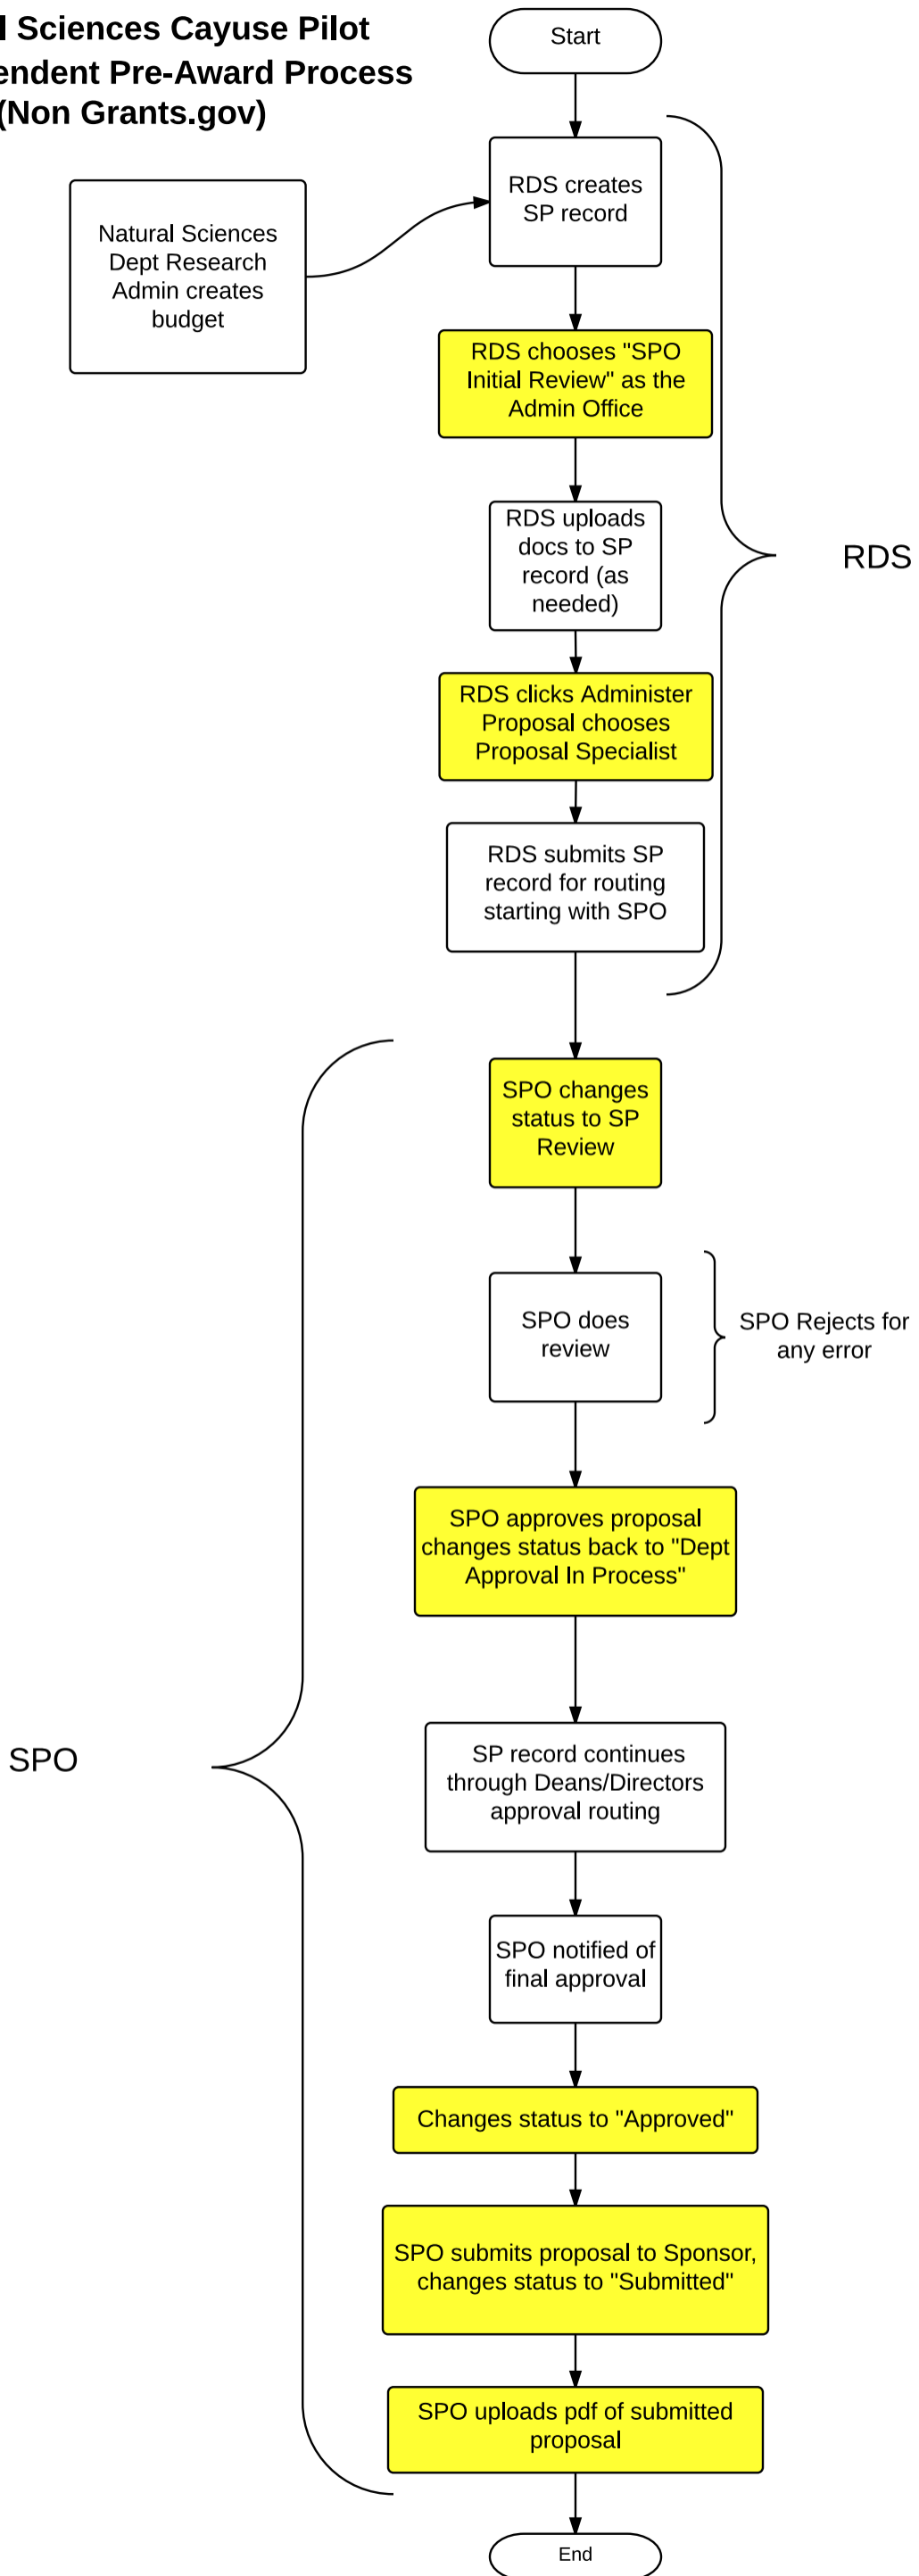 Sciences Cayuse Pilot
Pre-Award Process
(Non Grants.gov)
Start
RDS creates
SP record
Natural Sciences
Dept Research
Admin creates
budget
RDS chooses "SPO
Initial Review" as the
Admin Office
RDS uploads
docs to SP
record (as
needed)
RDS
RDS clicks Administer
Proposal chooses
Proposal Specialist
RDS submits SP
record for routing
starting with SPO
SPO changes
status to SP
Review
SPO does
review
SPO Rejects for
any error
SPO approves proposal
changes status back to "Dept
Approval In Process"
SPO
SP record continues
through Deans/Directors
approval routing
SPO notified of
final approval
Changes status to "Approved"
SPO submits proposal to Sponsor,
changes status to "Submitted"
SPO uploads pdf of submitted
proposal
End